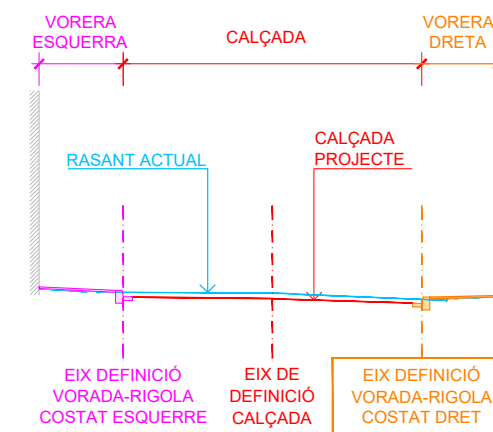 VORERA
ESQUERRA
CALÇADA
VORERA
DRETA
RASANT ACTUAL
CALÇADA
PROJECTE
EIX DEFINICIÓ
VORADA-RIGOLA
COSTAT ESQUERRE
EIX DE
DEFINICIÓ
CALÇADA
EIX DEFINICIÓ
VORADA-RIGOLA
COSTAT DRET